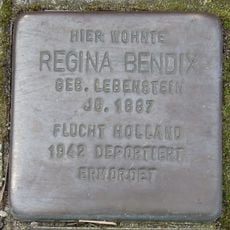 HIER WOHNTE
REGINA BENDIX
GEB. LEBENSTEIN
JG. 1887
FLUCHT HOLLAND
1942 DEPORTIERT
ERMORDET